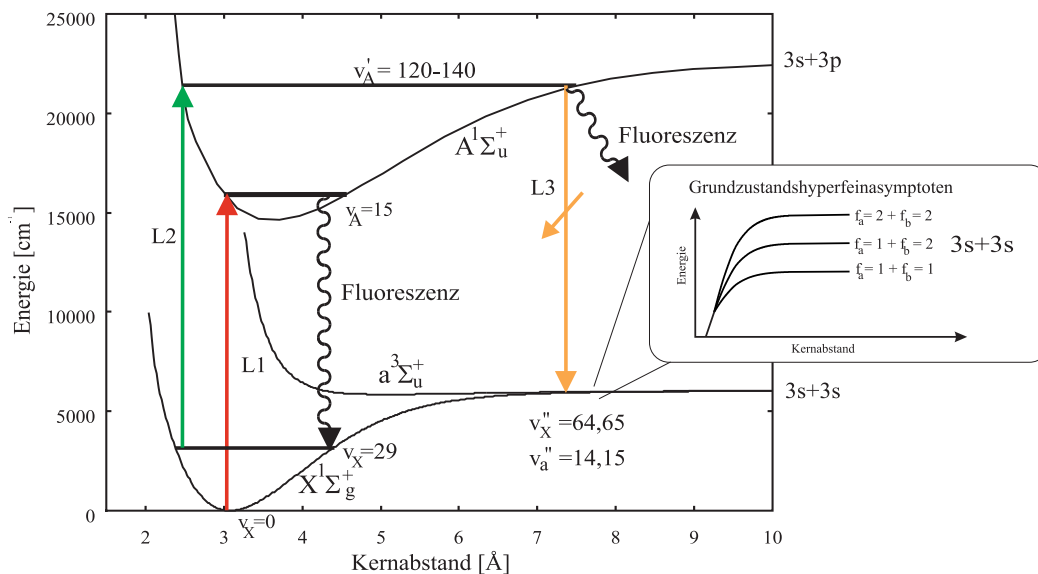 25000
20000
15000
10000
5000
0
Energie [cm⁻¹]
2 3 4 5 6 7 8 9 10
Kernabstand [Å]
v'A = 120-140
3s+3p
A¹Σu⁺
Fluoreszenz
L2
vA=15
L3
Fluoreszenz
L1
a³Σu⁺
3s+3s
v''X = 64,65
v''a = 14,15
vX=29
X¹Σg⁺
vX=0
Grundzustandshyperfeinasymptoten
Energie
fa= 2 + fb = 2
fa= 1 + fb = 2
fa= 1 + fb = 1
3s+3s
Kernabstand